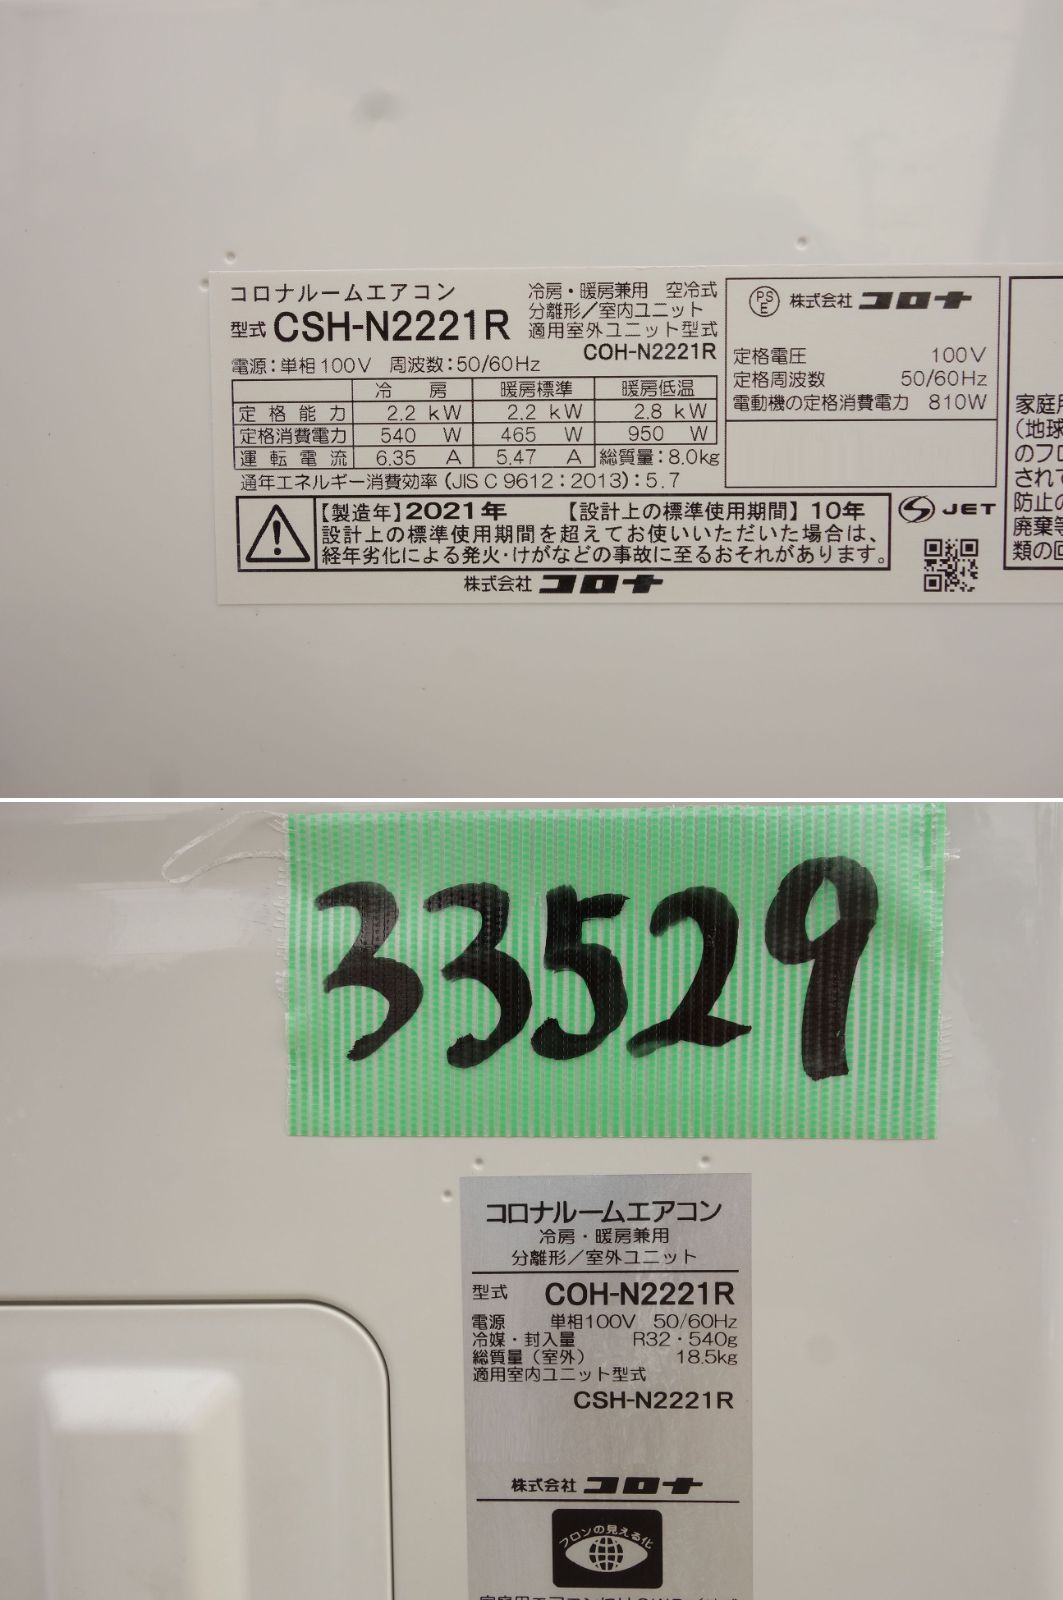 コロナルームエアコン
型式 CSH-N2221R
冷房・暖房兼用 空冷式
分離形/室内ユニット
適用室外ユニット型式
COH-N2221R
電源:単相100V 周波数:50/60Hz
冷 房 暖房標準 暖房低温
定格能力 2.2 kW 2.2 kW 2.8 kW
定格消費電力 540 W 465 W 950 W
運転電流 6.35 A 5.47 A 総質量:8.0kg
通年エネルギー消費効率(JIS C 9612:2013):5.7
【製造年】2021年 【設計上の標準使用期間】10年
設計上の標準使用期間を超えてお使いいただいた場合は、
経年劣化による発火・けがなどの事故に至るおそれがあります。
株式会社 コロナ
PS
E
株式会社 コロナ
定格電圧 100V
定格周波数 50/60Hz
電動機の定格消費電力 810W
JET
家庭用
(地球
のフロ
されて
防止の
廃棄等
類の回
33529
コロナルームエアコン
冷房・暖房兼用
分離形/室外ユニット
型式 COH-N2221R
電源 単相100V 50/60Hz
冷媒・封入量 R32・540g
総質量(室外) 18.5kg
適用室内ユニット型式
CSH-N2221R
株式会社 コロナ
フロンの見える化